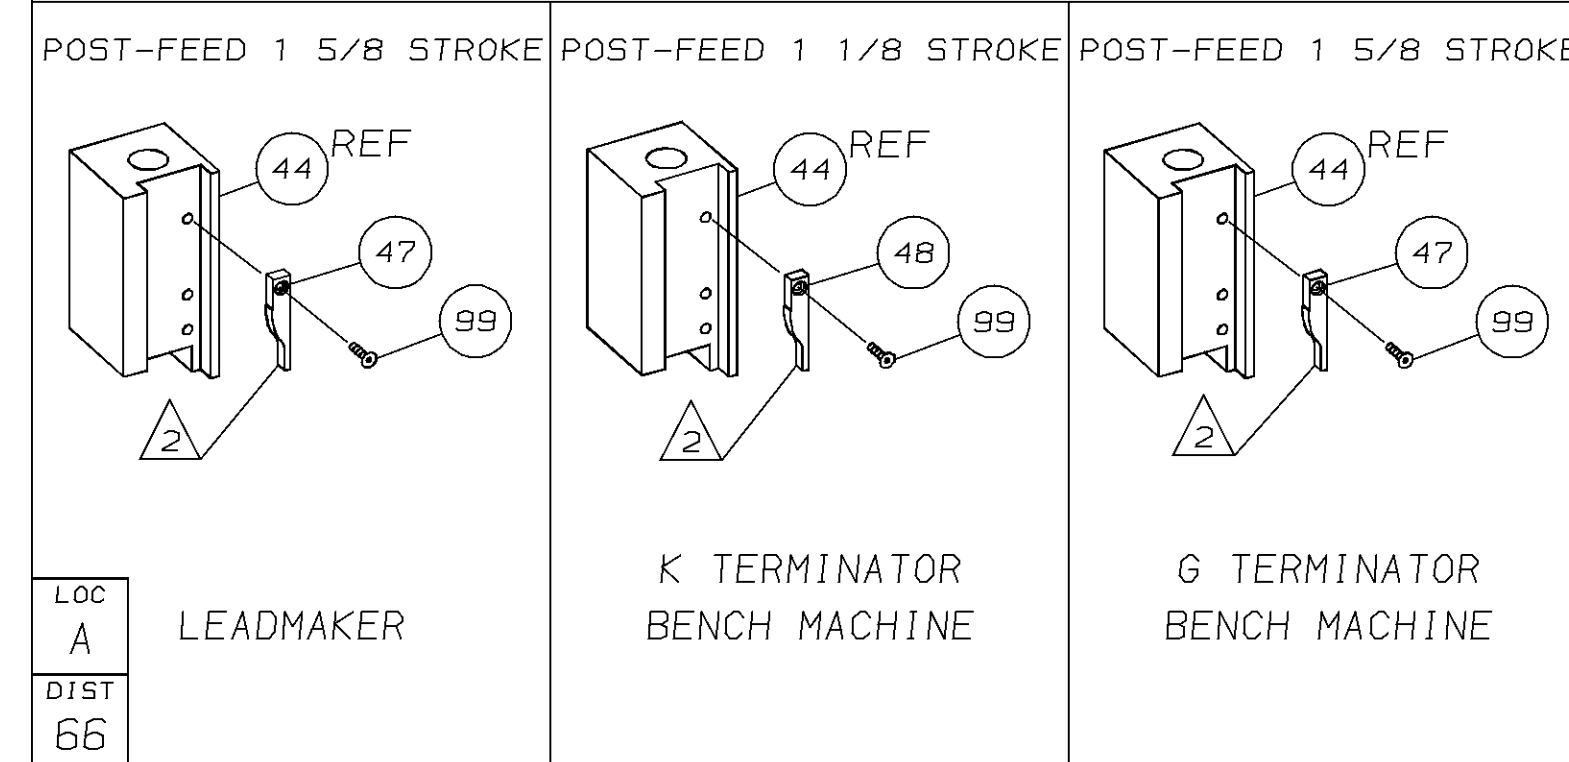 POST-FEED 1 5/8 STROKE
44
REF
47
99
2
LEADMAKER
POST-FEED 1 1/8 STROKE
44
REF
48
99
2
K TERMINATOR
BENCH MACHINE
POST-FEED 1 5/8 STROKE
44
REF
47
99
2
G TERMINATOR
BENCH MACHINE
LOC
A
DIST
66